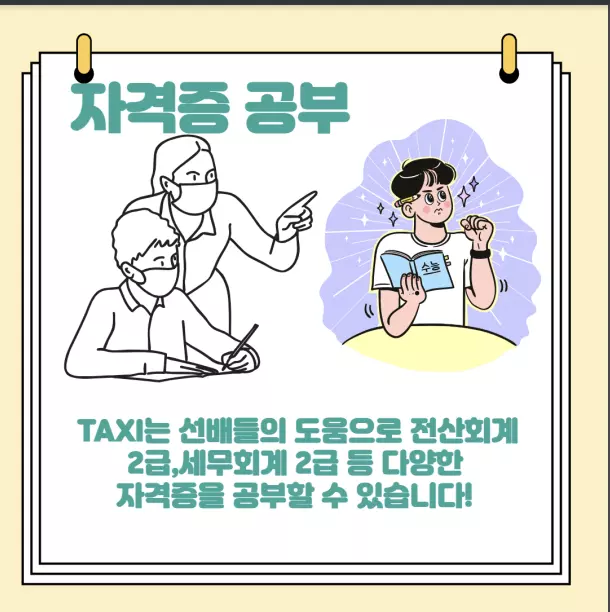 자격증 공부
수능
TAXI는 선배들의 도움으로 전산회계
2급,세무회계 2급 등 다양한
자격증을 공부할 수 있습니다!